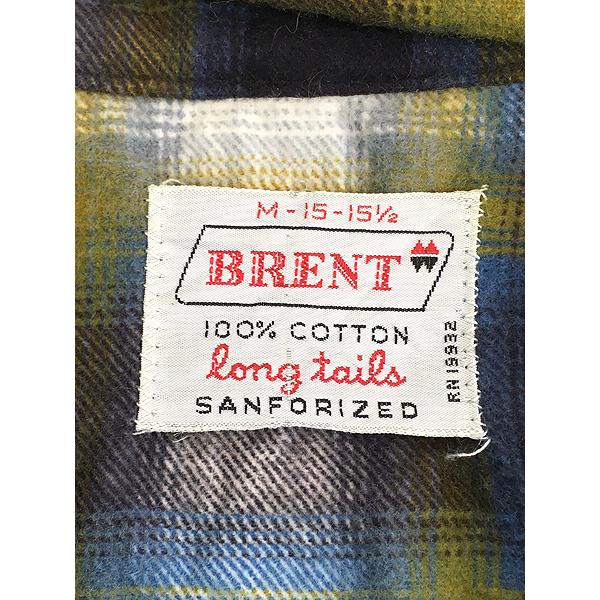 M-15-15½
BRENT
100% COTTON
long tails
SANFORIZED
RN19932